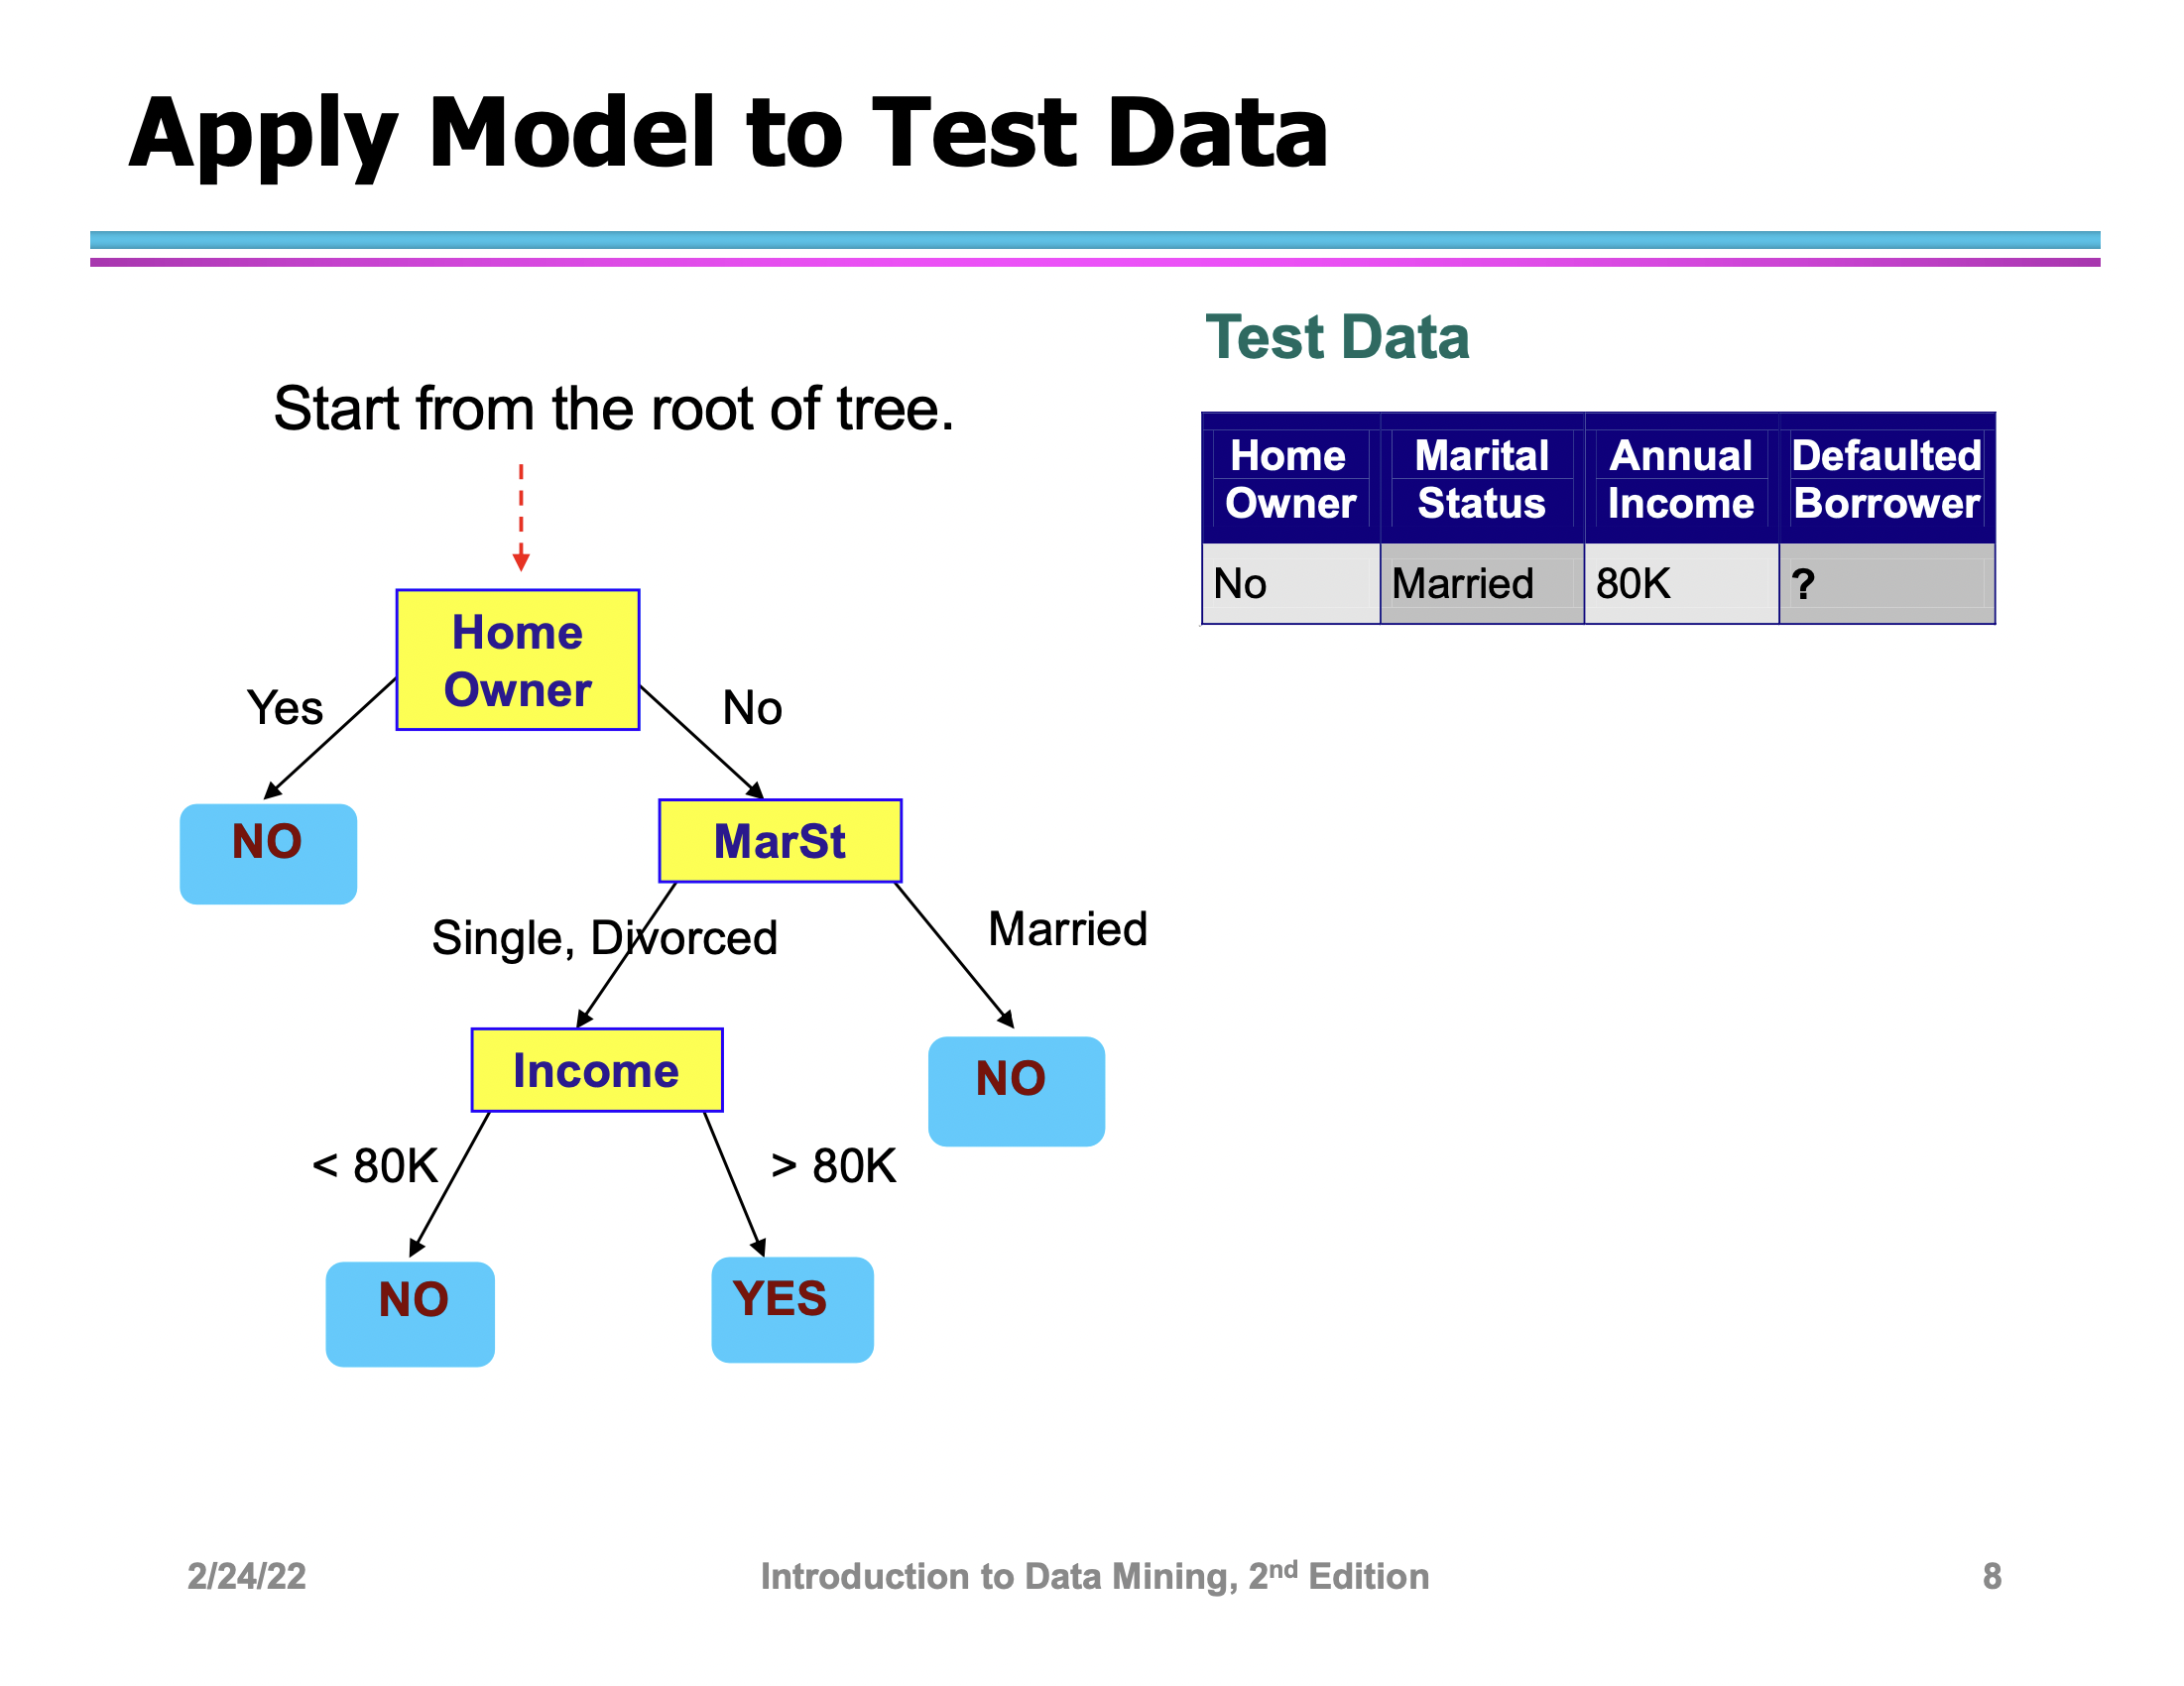 Apply Model to Test Data
Test Data
Start from the root of tree.
Home Owner
Marital Status
Annual Income
Defaulted Borrower
No
Married
80K
?
Home
Owner
Yes
No
NO
MarSt
Single, Divorced
Married
Income
NO
< 80K
> 80K
NO
YES
2/24/22
Introduction to Data Mining, 2nd Edition
8